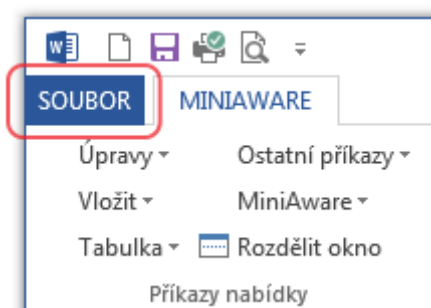 SOUBOR MINIAWARE
Úpravy Ostatní příkazy
Vložit MiniAware
Tabulka Rozdělit okno
Příkazy nabídky